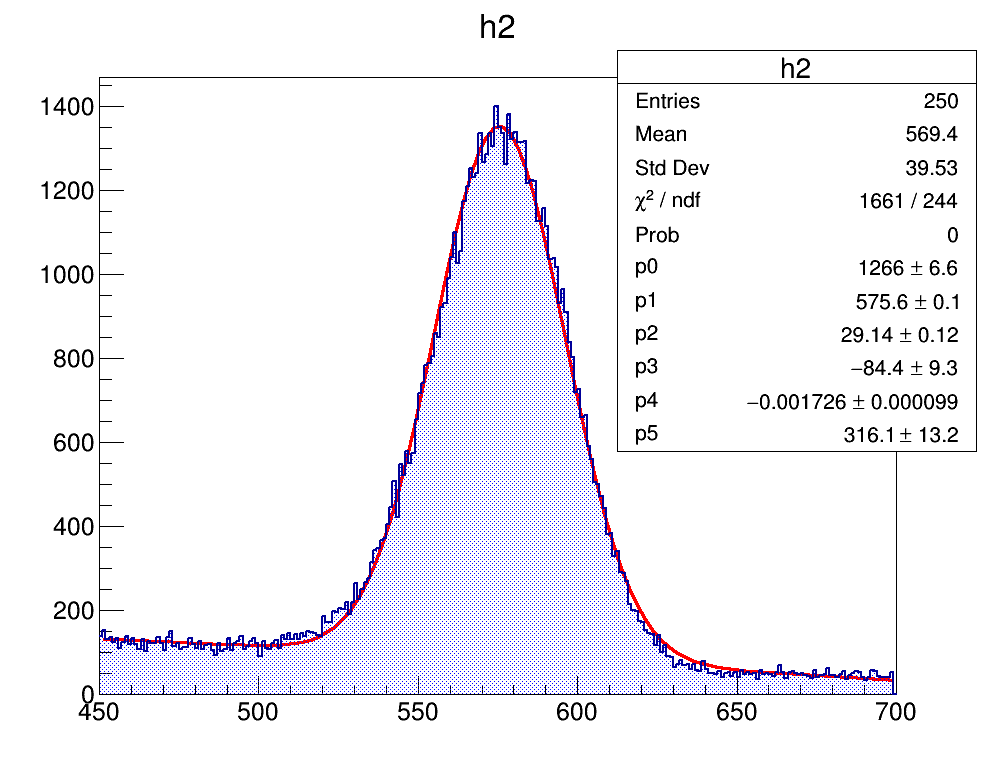 h2
h2
Entries 250
Mean 569.4
Std Dev 39.53
χ² / ndf 1661 / 244
Prob 0
p0 1266 ± 6.6
p1 575.6 ± 0.1
p2 29.14 ± 0.12
p3 −84.4 ± 9.3
p4 −0.001726 ± 0.000099
p5 316.1 ± 13.2
1400
1200
1000
800
600
400
200
0
450 500 550 600 650 700